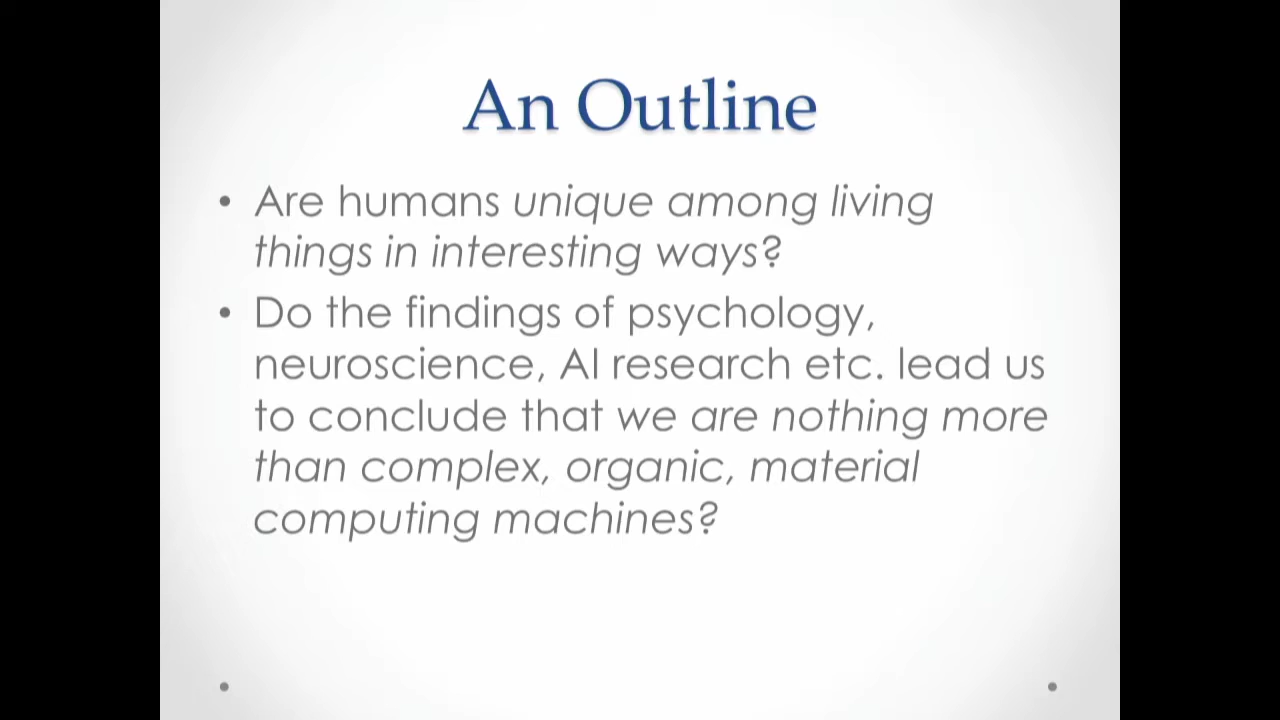 An Outline
• Are humans unique among living
things in interesting ways?
• Do the findings of psychology,
neuroscience, AI research etc. lead us
to conclude that we are nothing more
than complex, organic, material
computing machines?